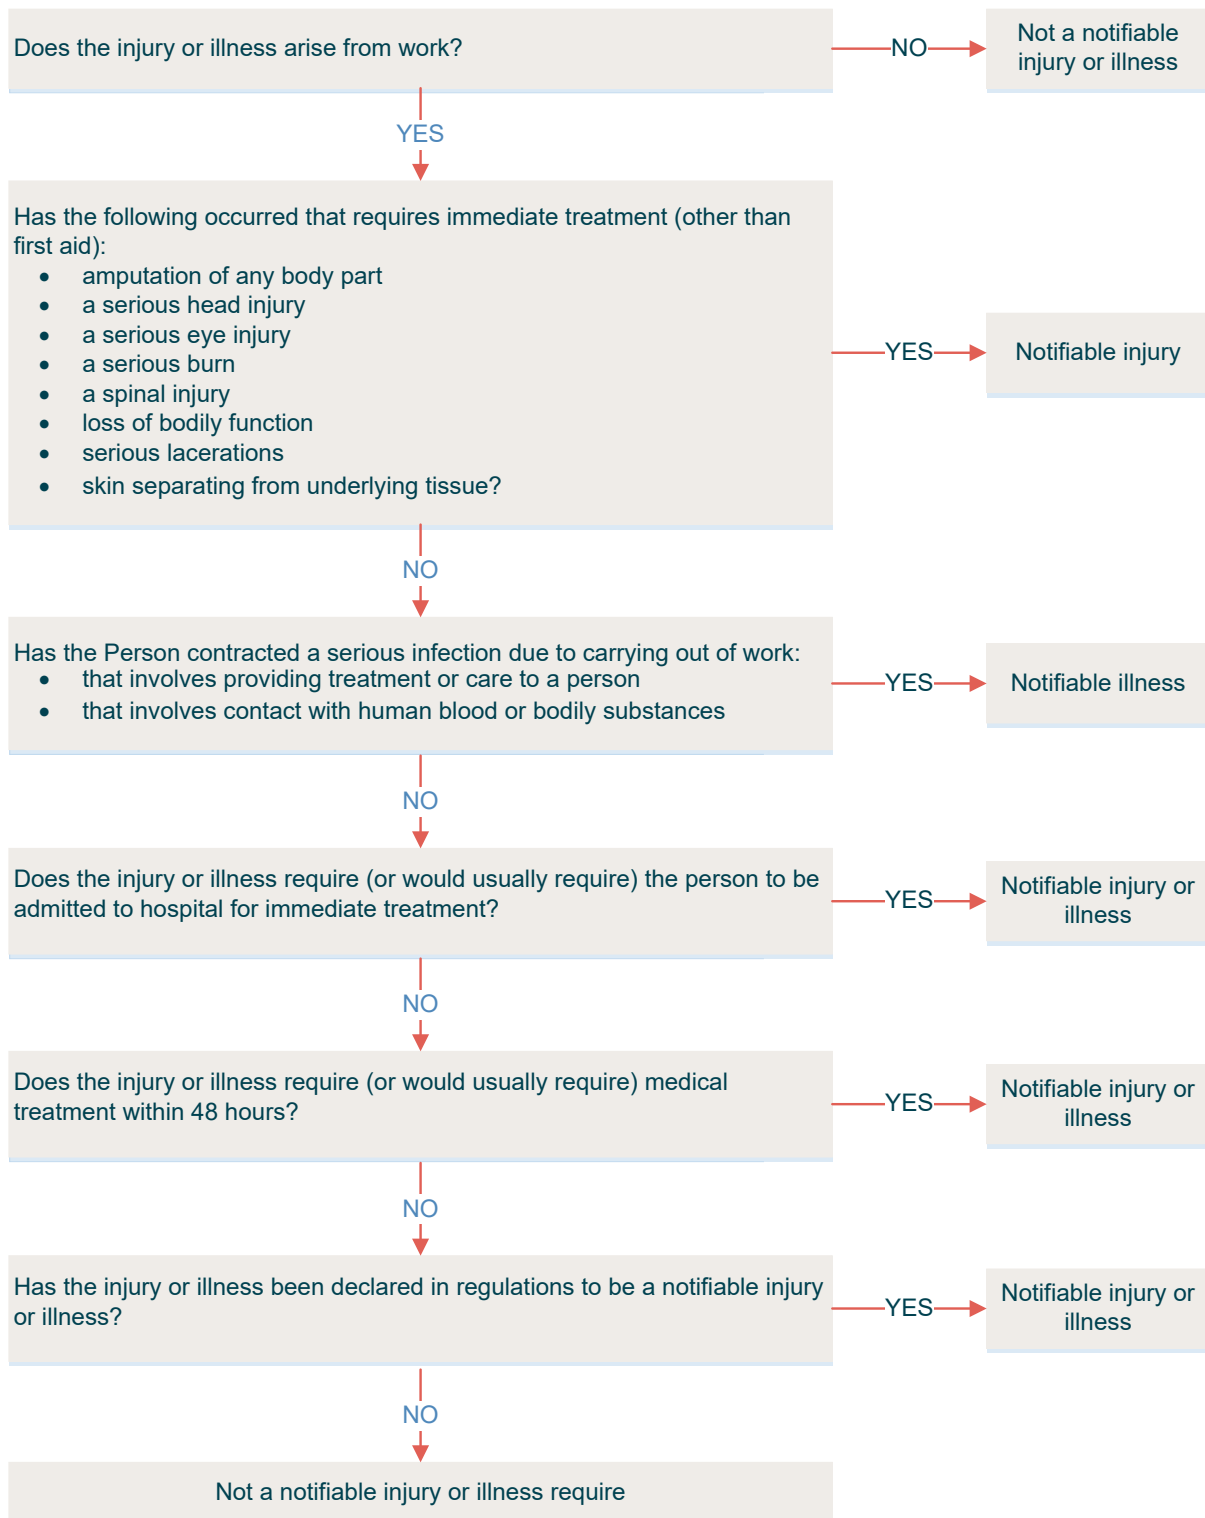 Does the injury or illness arise from work?
NO
Not a notifiable
injury or illness
YES
Has the following occurred that requires immediate treatment (other than
first aid):
• amputation of any body part
• a serious head injury
• a serious eye injury
• a serious burn
• a spinal injury
• loss of bodily function
• serious lacerations
• skin separating from underlying tissue?
YES
Notifiable injury
NO
Has the Person contracted a serious infection due to carrying out of work:
• that involves providing treatment or care to a person
• that involves contact with human blood or bodily substances
YES
Notifiable illness
NO
Does the injury or illness require (or would usually require) the person to be
admitted to hospital for immediate treatment?
YES
Notifiable injury or
illness
NO
Does the injury or illness require (or would usually require) medical
treatment within 48 hours?
YES
Notifiable injury or
illness
NO
Has the injury or illness been declared in regulations to be a notifiable injury
or illness?
YES
Notifiable injury or
illness
NO
Not a notifiable injury or illness require